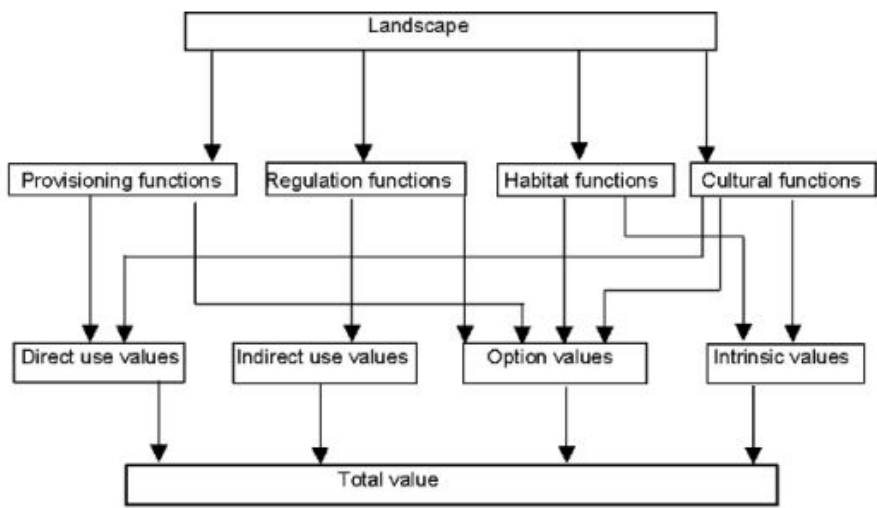 Landscape
Provisioning functions
Regulation functions
Habitat functions
Cultural functions
Direct use values
Indirect use values
Option values
Intrinsic values
Total value